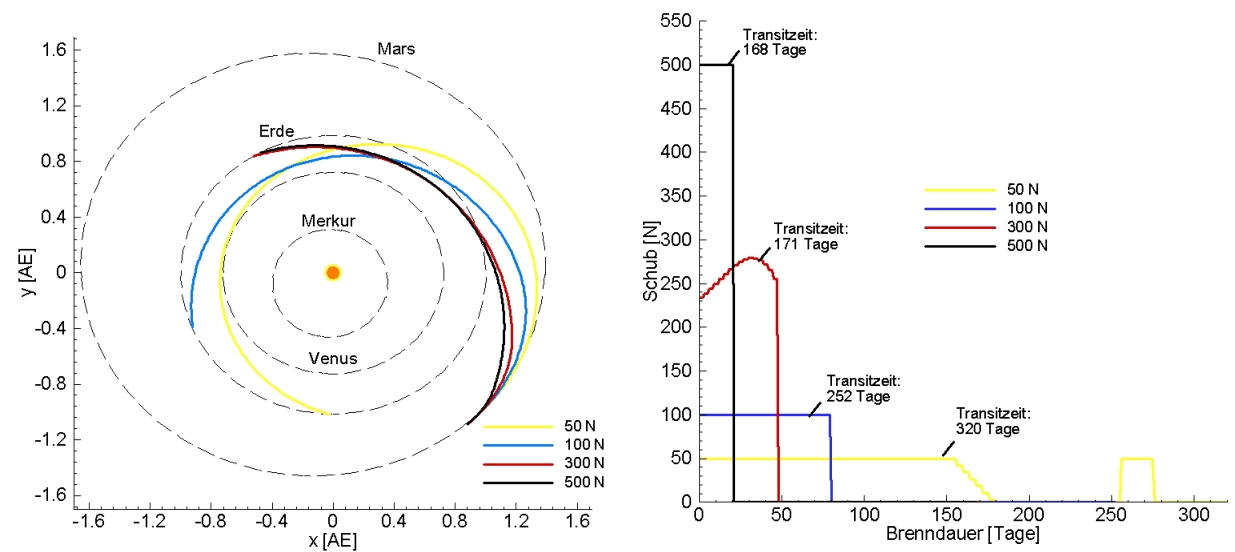 1.6
1.2
0.8
0.4
0
-0.4
-0.8
-1.2
-1.6
y [AE]
-1.6 -1.2 -0.8 -0.4 0 0.4 0.8 1.2 1.6
x [AE]
Mars
Erde
Merkur
Venus
50 N
100 N
300 N
500 N
550
500
450
400
350
300
250
200
150
100
50
0
Schub [N]
0 50 100 150 200 250 300
Brenndauer [Tage]
Transitzeit:
168 Tage
Transitzeit:
171 Tage
Transitzeit:
252 Tage
Transitzeit:
320 Tage
50 N
100 N
300 N
500 N